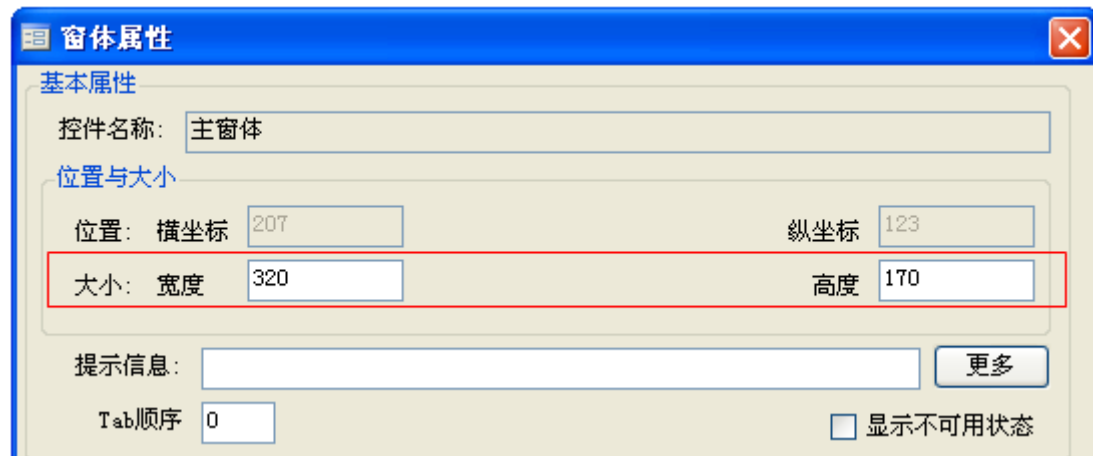 窗体属性
基本属性
控件名称: 主窗体
位置与大小
位置: 横坐标 207 纵坐标 123
大小: 宽度 320 高度 170
提示信息: 更多
Tab顺序 0 显示不可用状态